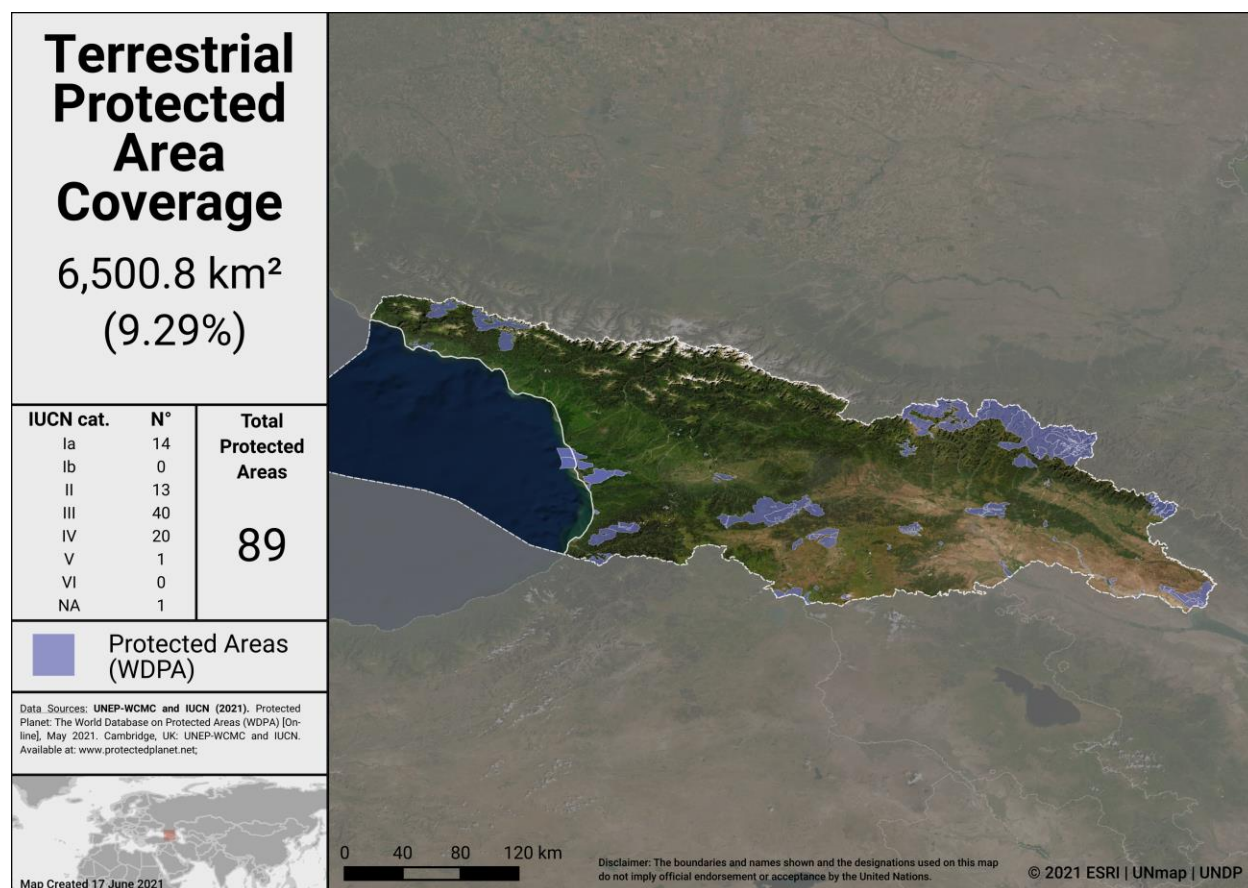 Terrestrial
Protected
Area
Coverage
6,500.8 km²
(9.29%)
IUCN cat. N°
Ia 14
Ib 0
II 13
III 40
IV 20
V 1
VI 0
NA 1
Total
Protected
Areas
89
Protected Areas
(WDPA)
Data Sources: UNEP-WCMC and IUCN (2021). Protected
Planet: The World Database on Protected Areas (WDPA) [On-
line], May 2021. Cambridge, UK: UNEP-WCMC and IUCN.
Available at: www.protectedplanet.net;
Map Created 17 June 2021
0 40 80 120 km
Disclaimer: The boundaries and names shown and the designations used on this map
do not imply official endorsement or acceptance by the United Nations.
© 2021 ESRI | UNmap | UNDP